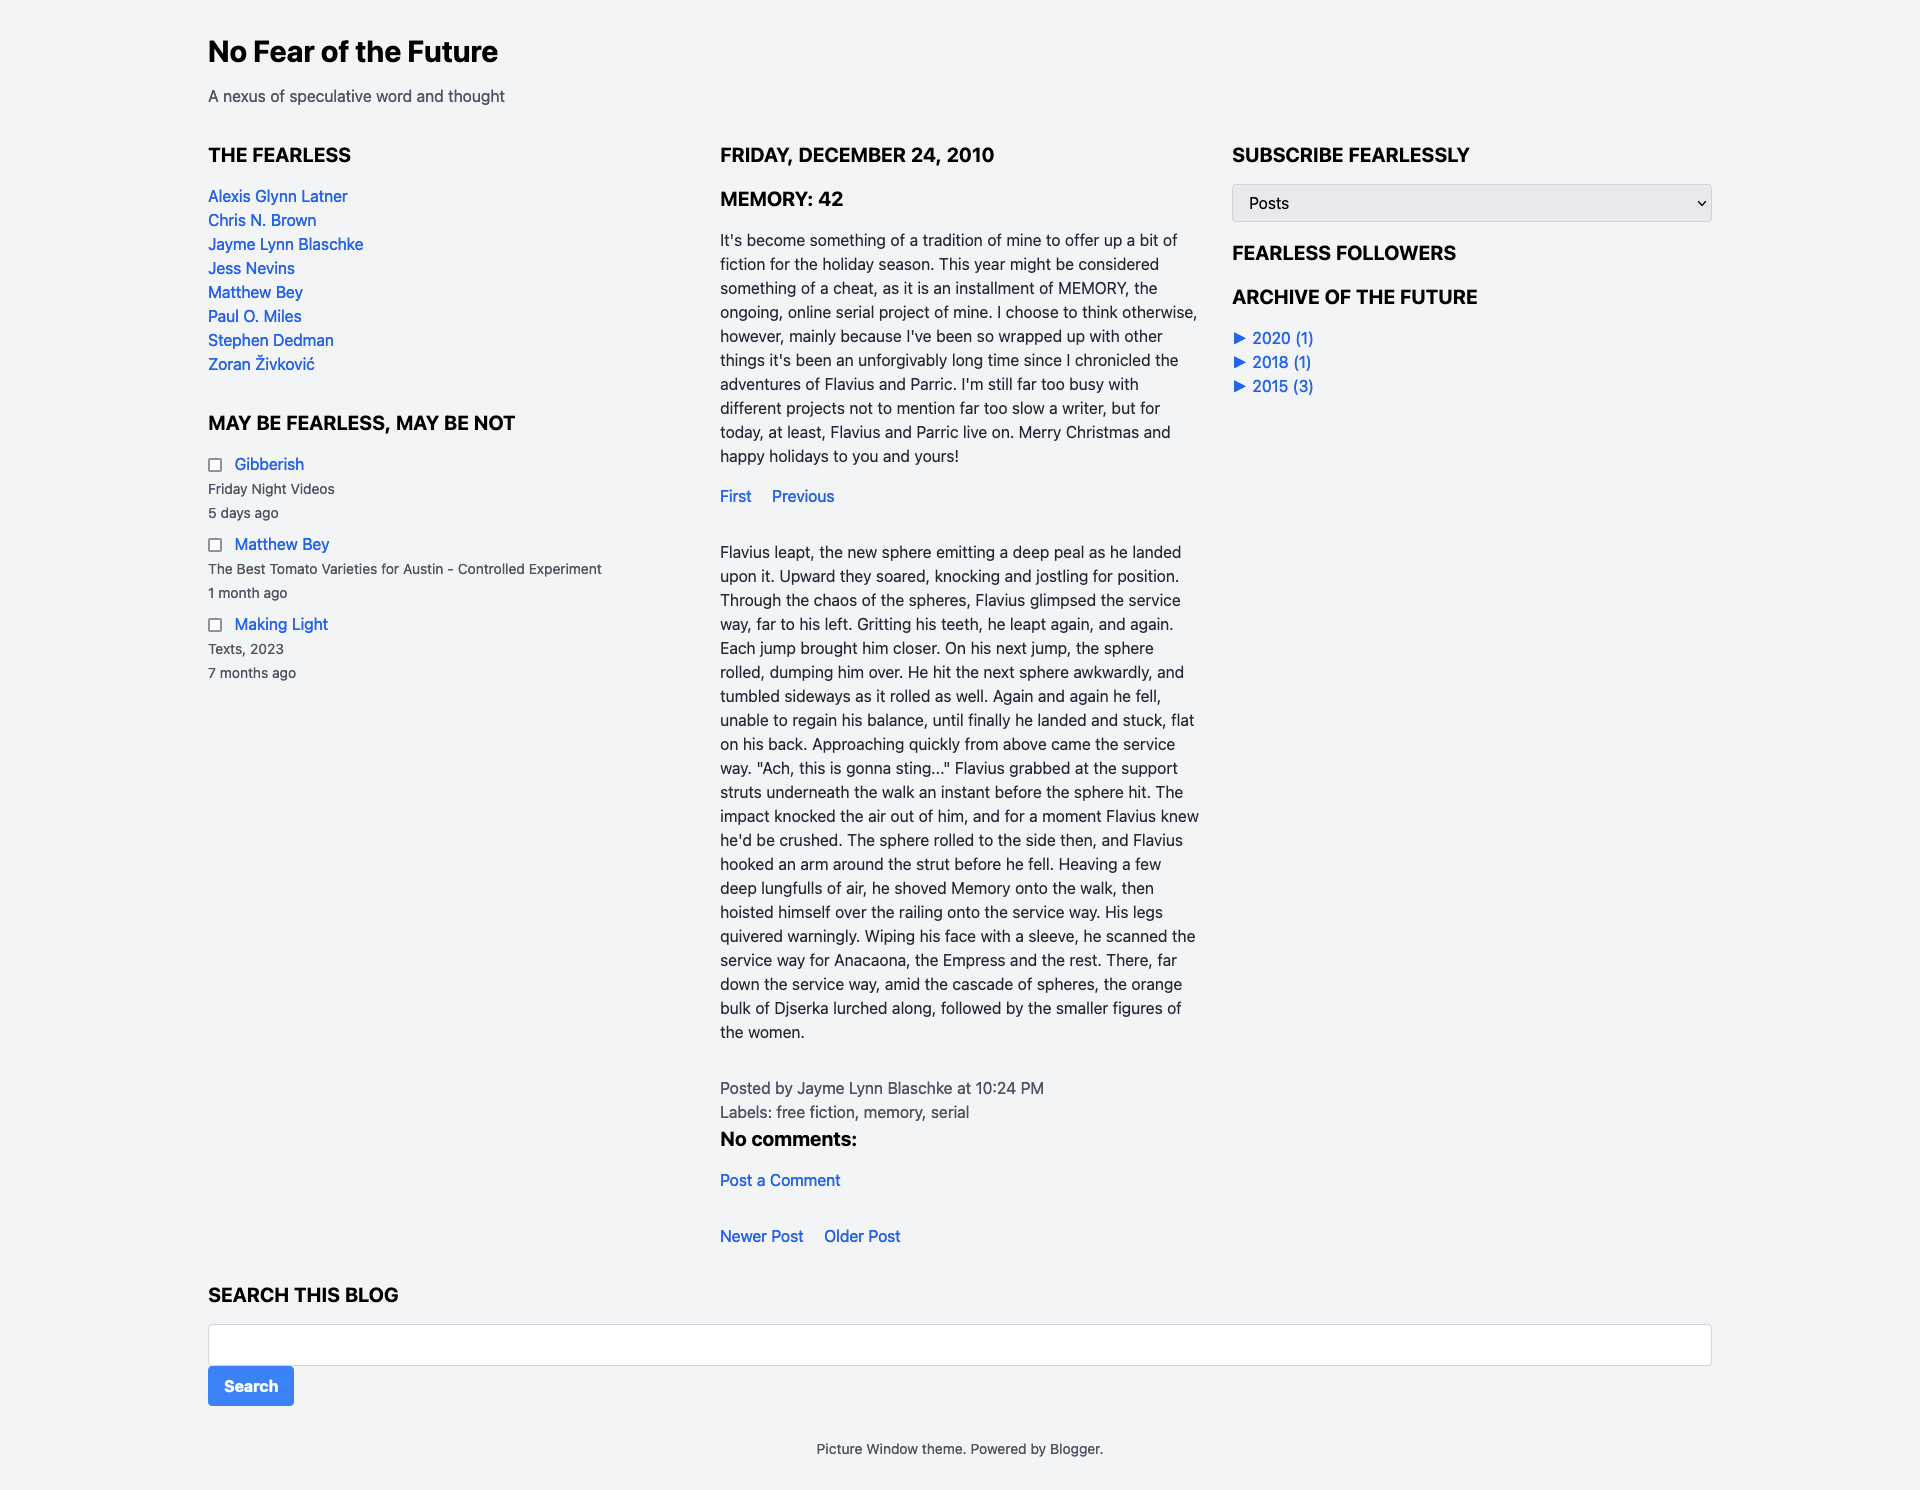 No Fear of the Future
A nexus of speculative word and thought
THE FEARLESS
Alexis Glynn Latner
Chris N. Brown
Jayme Lynn Blaschke
Jess Nevins
Matthew Bey
Paul O. Miles
Stephen Dedman
Zoran Živković
MAY BE FEARLESS, MAY BE NOT
Gibberish
Friday Night Videos
5 days ago
Matthew Bey
The Best Tomato Varieties for Austin - Controlled Experiment
1 month ago
Making Light
Texts, 2023
7 months ago
FRIDAY, DECEMBER 24, 2010
MEMORY: 42
It's become something of a tradition of mine to offer up a bit of
fiction for the holiday season. This year might be considered
something of a cheat, as it is an installment of MEMORY, the
ongoing, online serial project of mine. I choose to think otherwise,
however, mainly because I've been so wrapped up with other
things it's been an unforgivably long time since I chronicled the
adventures of Flavius and Parric. I'm still far too busy with
different projects not to mention far too slow a writer, but for
today, at least, Flavius and Parric live on. Merry Christmas and
happy holidays to you and yours!
First Previous
Flavius leapt, the new sphere emitting a deep peal as he landed
upon it. Upward they soared, knocking and jostling for position.
Through the chaos of the spheres, Flavius glimpsed the service
way, far to his left. Gritting his teeth, he leapt again, and again.
Each jump brought him closer. On his next jump, the sphere
rolled, dumping him over. He hit the next sphere awkwardly, and
tumbled sideways as it rolled as well. Again and again he fell,
unable to regain his balance, until finally he landed and stuck, flat
on his back. Approaching quickly from above came the service
way. "Ach, this is gonna sting..." Flavius grabbed at the support
struts underneath the walk an instant before the sphere hit. The
impact knocked the air out of him, and for a moment Flavius knew
he'd be crushed. The sphere rolled to the side then, and Flavius
hooked an arm around the strut before he fell. Heaving a few
deep lungfulls of air, he shoved Memory onto the walk, then
hoisted himself over the railing onto the service way. His legs
quivered warningly. Wiping his face with a sleeve, he scanned the
service way for Anacaona, the Empress and the rest. There, far
down the service way, amid the cascade of spheres, the orange
bulk of Djserka lurched along, followed by the smaller figures of
the women.
Posted by Jayme Lynn Blaschke at 10:24 PM
Labels: free fiction, memory, serial
No comments:
Post a Comment
Newer Post Older Post
SUBSCRIBE FEARLESSLY
Posts
FEARLESS FOLLOWERS
ARCHIVE OF THE FUTURE
► 2020 (1)
► 2018 (1)
► 2015 (3)
SEARCH THIS BLOG
Search
Picture Window theme. Powered by Blogger.